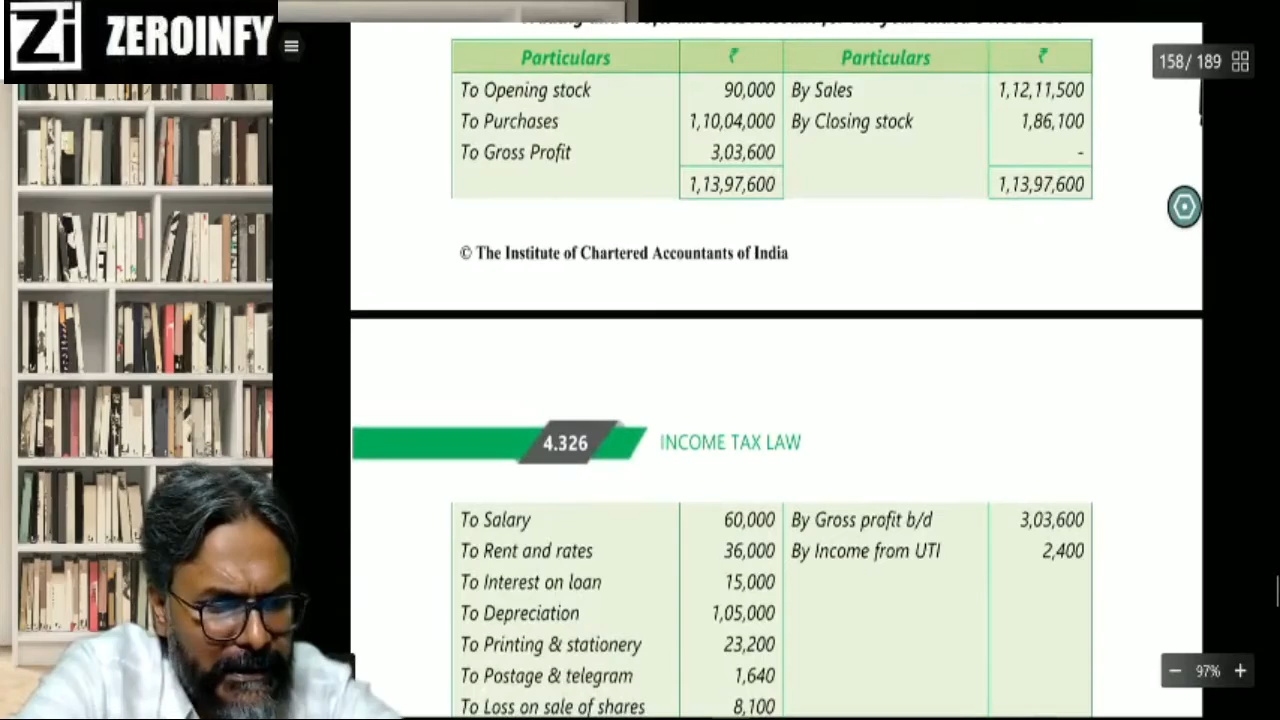 Zi ZEROINFY
158/ 189
Particulars ₹ Particulars ₹
To Opening stock 90,000 By Sales 1,12,11,500
To Purchases 1,10,04,000 By Closing stock 1,86,100
To Gross Profit 3,03,600 -
1,13,97,600 1,13,97,600
© The Institute of Chartered Accountants of India
4.326 INCOME TAX LAW
To Salary 60,000 By Gross profit b/d 3,03,600
To Rent and rates 36,000 By Income from UTI 2,400
To Interest on loan 15,000
To Depreciation 1,05,000
To Printing & stationery 23,200
To Postage & telegram 1,640
To Loss on sale of shares 8,100
− 97% +